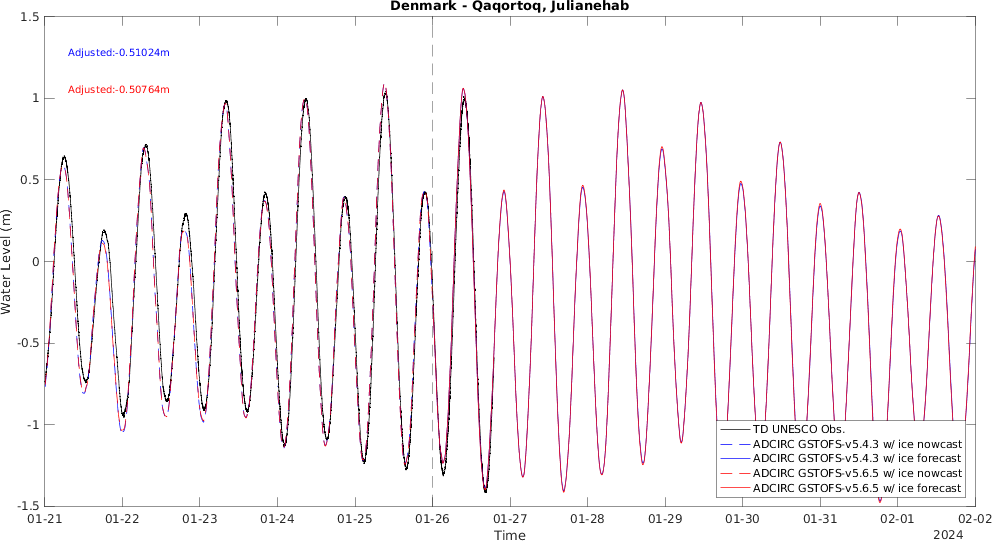 Denmark - Qaqortoq, Julianehab
Adjusted:-0.51024m
Adjusted:-0.50764m
Water Level (m)
1.5
1
0.5
0
-0.5
-1
-1.5
TD UNESCO Obs.
ADCIRC GSTOFS-v5.4.3 w/ ice nowcast
ADCIRC GSTOFS-v5.4.3 w/ ice forecast
ADCIRC GSTOFS-v5.6.5 w/ ice nowcast
ADCIRC GSTOFS-v5.6.5 w/ ice forecast
01-21 01-22 01-23 01-24 01-25 01-26 01-27 01-28 01-29 01-30 01-31 02-01 02-02
Time
2024